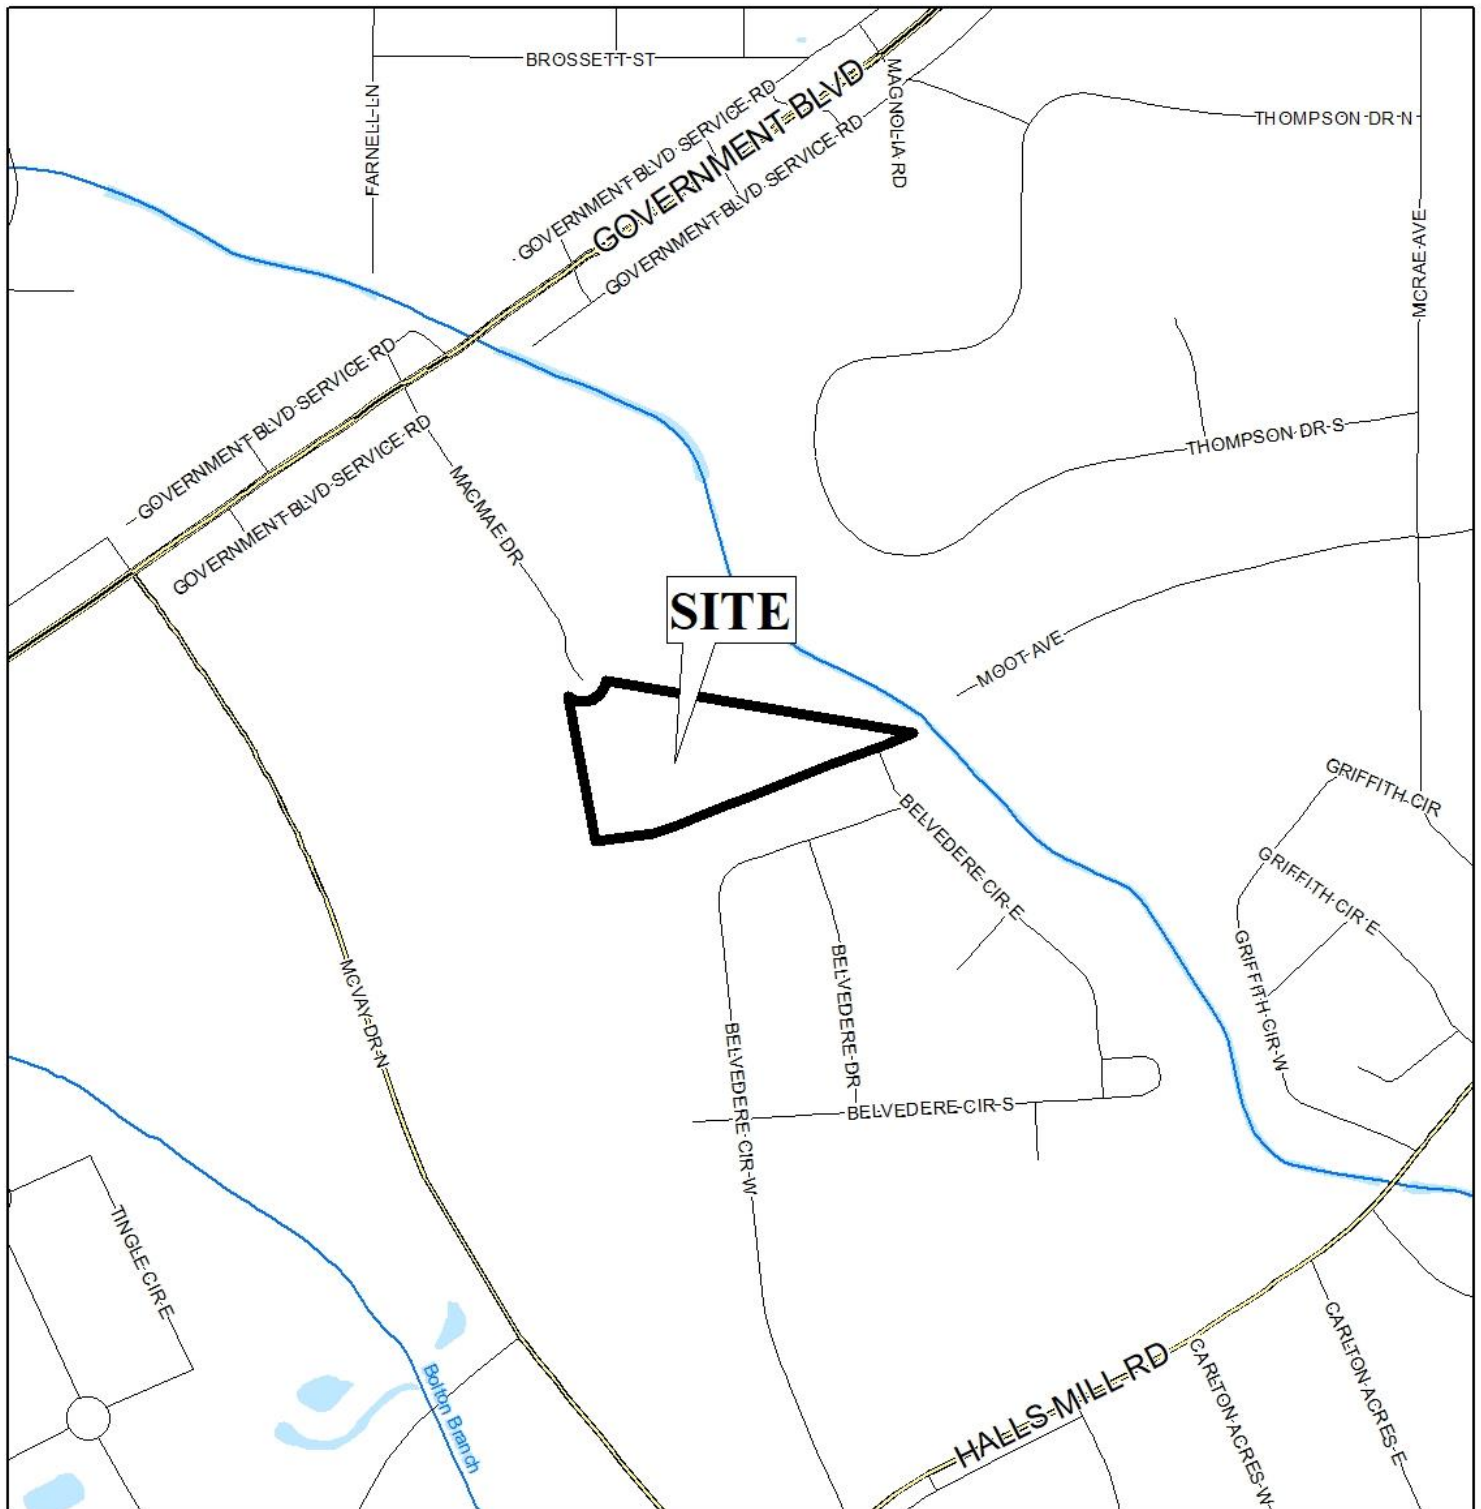 BROSSETT ST
FARNELL LN
GOVERNMENT BLVD SERVICE RD
GOVERNMENT BLVD
GOVERNMENT BLVD SERVICE RD
MAGNOLIA RD
THOMPSON DR N
MCRAE AVE
GOVERNMENT BLVD SERVICE RD
GOVERNMENT BLVD SERVICE RD
MACMAE DR
THOMPSON DR S
SITE
MOOT AVE
GRIFFITH CIR
BELVEDERE CIR E
GRIFFITH CIR E
GRIFFITH CIR W
MCVAY DR N
BELVEDERE DR
BELVEDERE CIR W
BELVEDERE CIR S
TINGLE CIR E
Bolton Branch
HALLS MILL RD
CARLTON ACRES W
CARLTON ACRES E